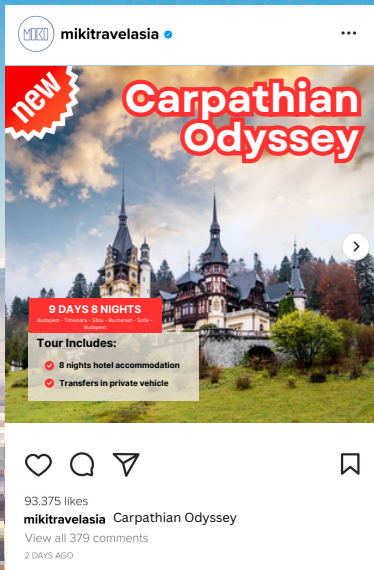 MIKI
mikitravelasia
new
Carpathian
Odyssey
9 DAYS 8 NIGHTS
Budapest - Timisoara - Sibiu - Bucharest - Sofia -
Budapest
Tour Includes:
8 nights hotel accommodation
Transfers in private vehicle
93.375 likes
mikitravelasia Carpathian Odyssey
View all 379 comments
2 DAYS AGO